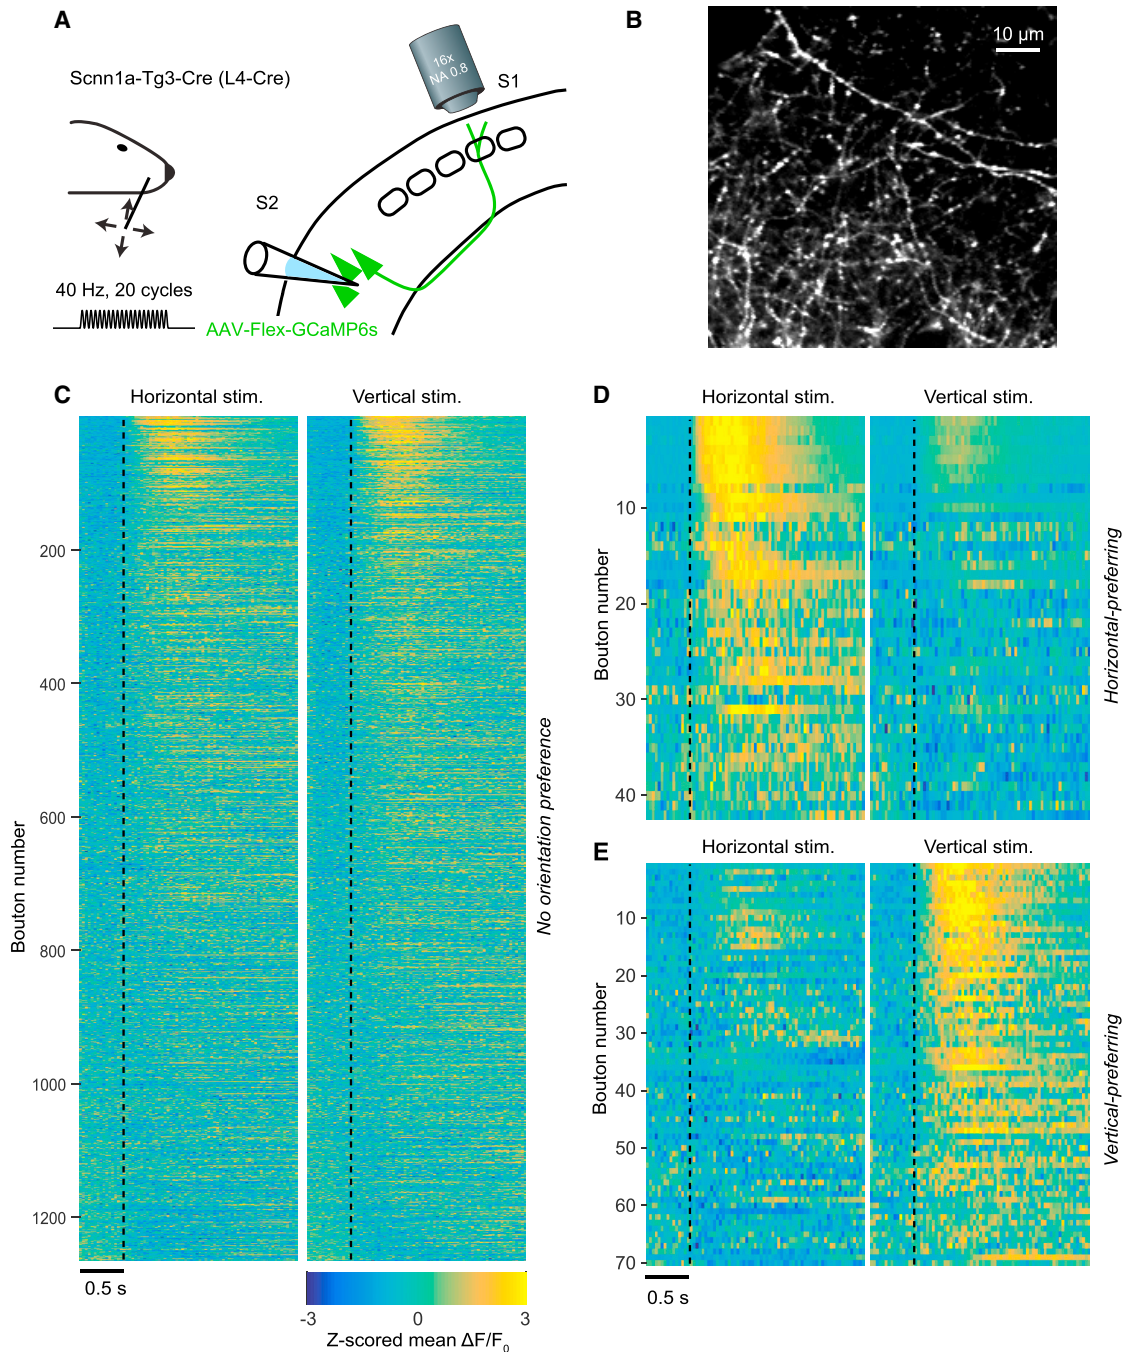 A
Scnn1a-Tg3-Cre (L4-Cre)
40 Hz, 20 cycles
16x
NA 0.8
S1
S2
AAV-Flex-GCaMP6s
B
10 µm
C
Horizontal stim.
Vertical stim.
Bouton number
200
400
600
800
1000
1200
No orientation preference
0.5 s
-3
0
3
Z-scored mean ΔF/F0
D
Horizontal stim.
Vertical stim.
Bouton number
10
20
30
40
Horizontal-preferring
E
Horizontal stim.
Vertical stim.
Bouton number
10
20
30
40
50
60
70
Vertical-preferring
0.5 s